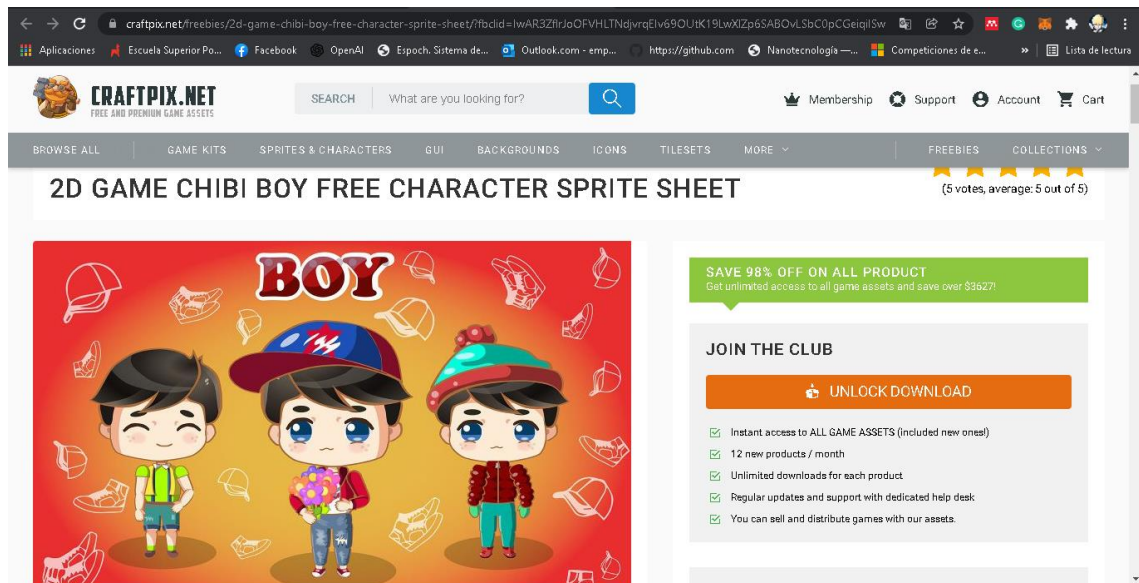 craftpix.net/freebies/2d-game-chibi-boy-free-character-sprite-sheet/?fbclid=
Aplicaciones Escuela Superior Po... Facebook OpenAI Espoch. Sistema de... Outlook.com - emp... https://github.com Nanotecnología —... Competiciones de e... » Lista de lectura
CRAFTPIX.NET
FREE AND PREMIUM GAME ASSETS
SEARCH What are you looking for? Membership Support Account Cart
BROWSE ALL GAME KITS SPRITES & CHARACTERS GUI BACKGROUNDS ICONS TILESETS MORE FREEBIES COLLECTIONS
2D GAME CHIBI BOY FREE CHARACTER SPRITE SHEET
(5 votes, average: 5 out of 5)
BOY
SAVE 98% OFF ON ALL PRODUCT
Get unlimited access to all game assets and save over $3627!
JOIN THE CLUB
UNLOCK DOWNLOAD
Instant access to ALL GAME ASSETS (included new ones!)
12 new products / month
Unlimited downloads for each product
Regular updates and support with dedicated help desk
You can sell and distribute games with our assets.